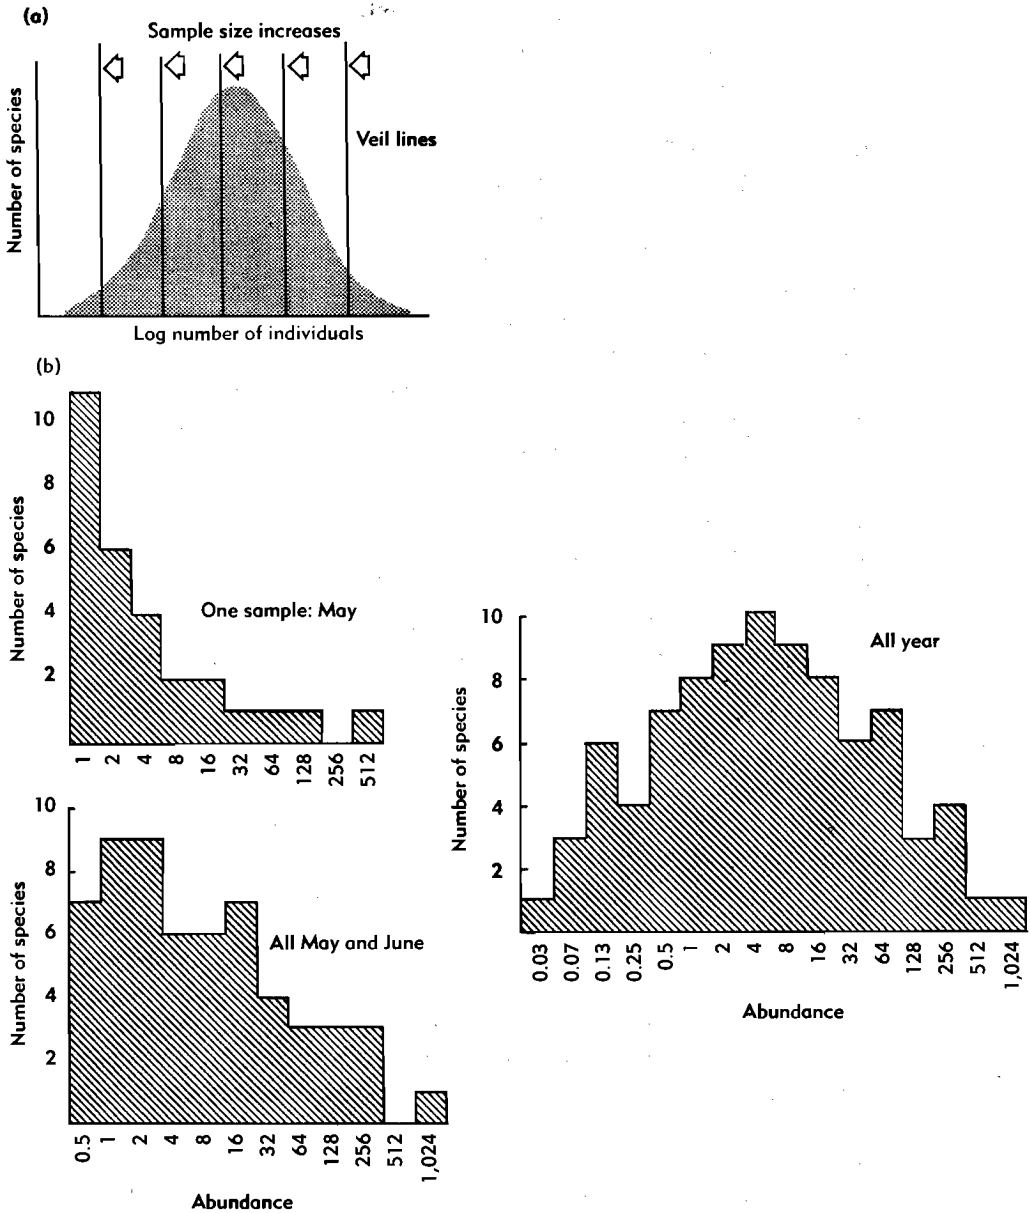 (a)
Sample size increases
Number of species
Veil lines
Log number of individuals
(b)
Number of species
10
8
6
4
2
One sample: May
1 2 4 8 16 32 64 128 256 512
Number of species
10
8
6
4
2
All May and June
0.5 1 2 4 8 16 32 64 128 256 512 1,024
Abundance
Number of species
10
8
6
4
2
All year
0.03 0.07 0.13 0.25 0.5 1 2 4 8 16 32 64 128 256 512 1,024
Abundance